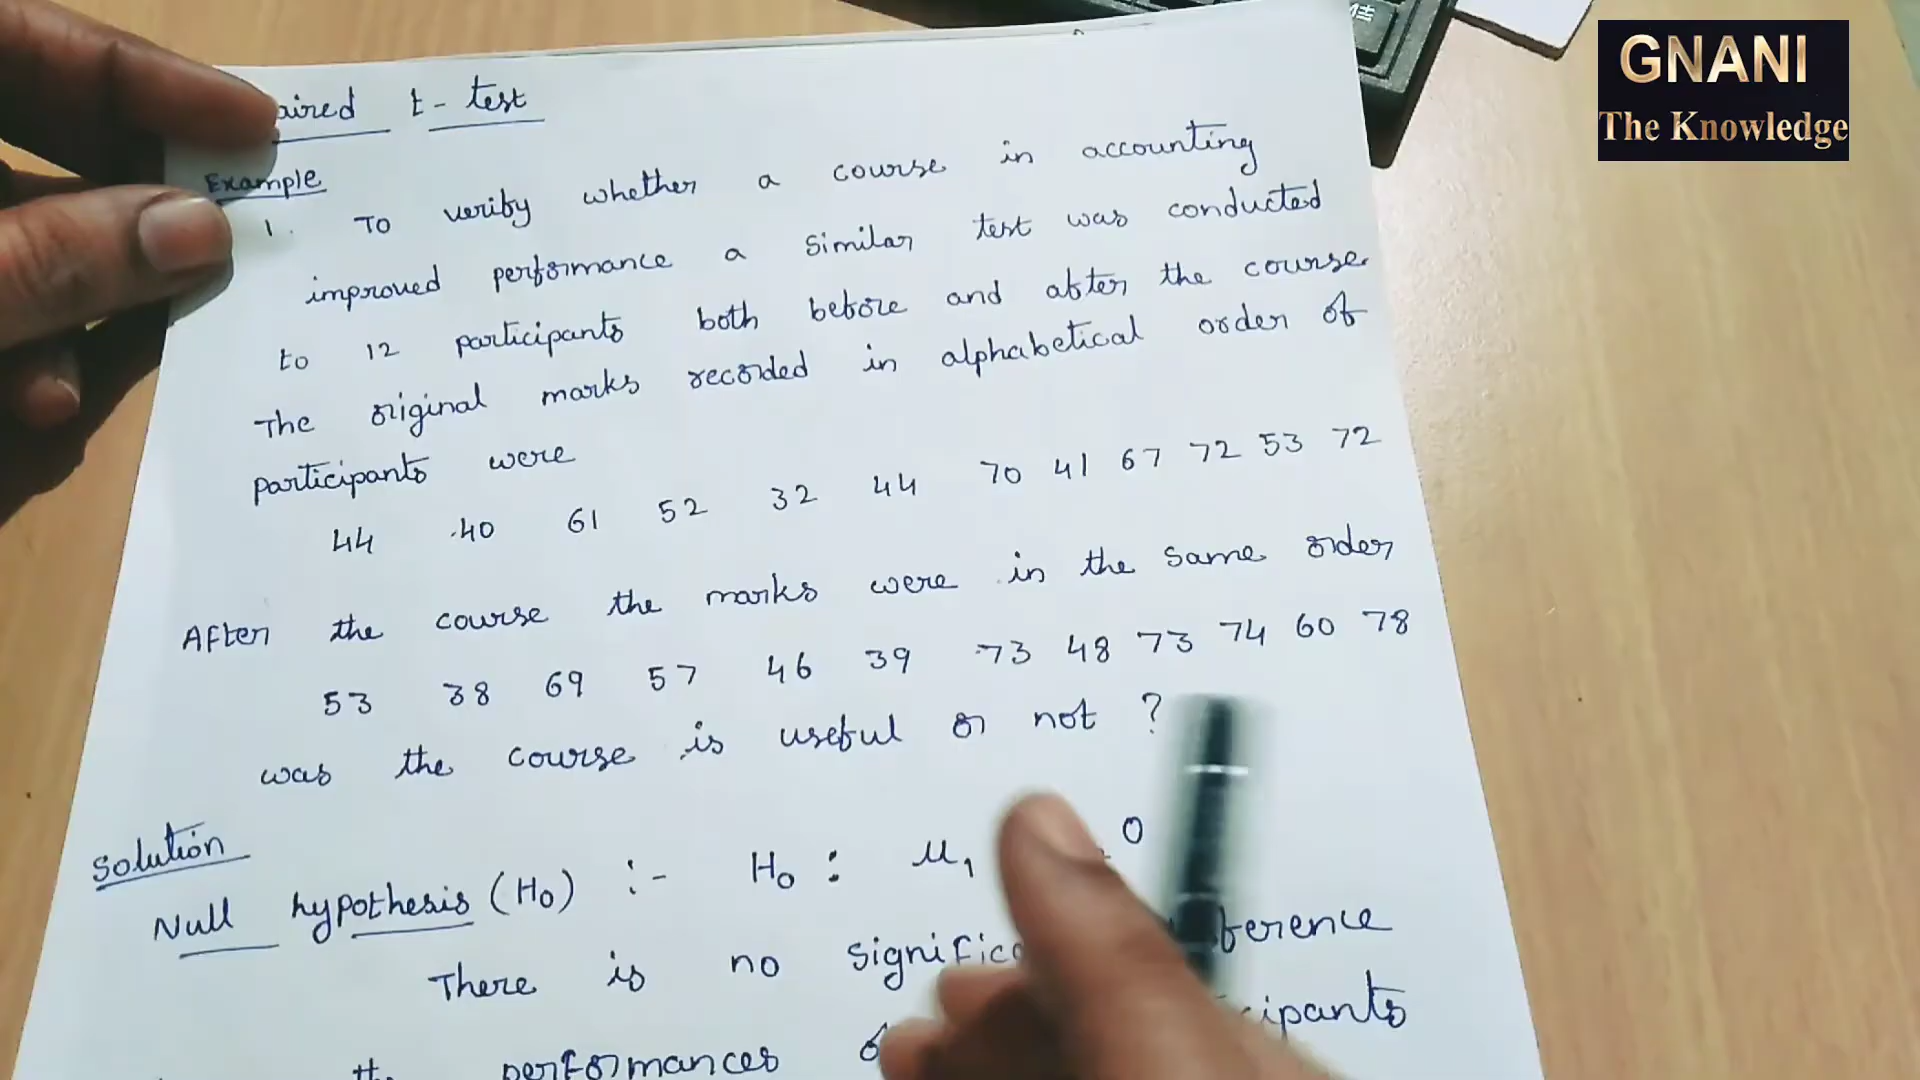 GNANI
The Knowledge
aired t-test
Example
1. To verify whether a course in accounting
improved performance a similar test was conducted
to 12 participants both before and after the course.
The original marks recorded in alphabetical order of
participants were
44 40 61 52 32 44 70 41 67 72 53 72
After the course the marks were in the same order
53 38 69 57 46 39 73 48 73 74 60 78
was the course is useful or not ?
Solution
Null hypothesis (H₀) :- H₀ : μ₁ 0
There is no
performances